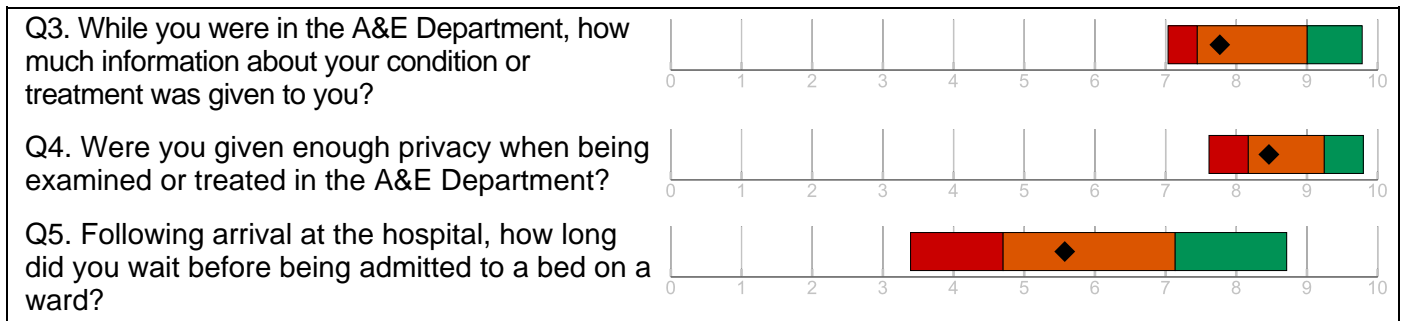 Q3. While you were in the A&E Department, how
much information about your condition or
treatment was given to you?
0 1 2 3 4 5 6 7 8 9 10
Q4. Were you given enough privacy when being
examined or treated in the A&E Department?
0 1 2 3 4 5 6 7 8 9 10
Q5. Following arrival at the hospital, how long
did you wait before being admitted to a bed on a
ward?
0 1 2 3 4 5 6 7 8 9 10